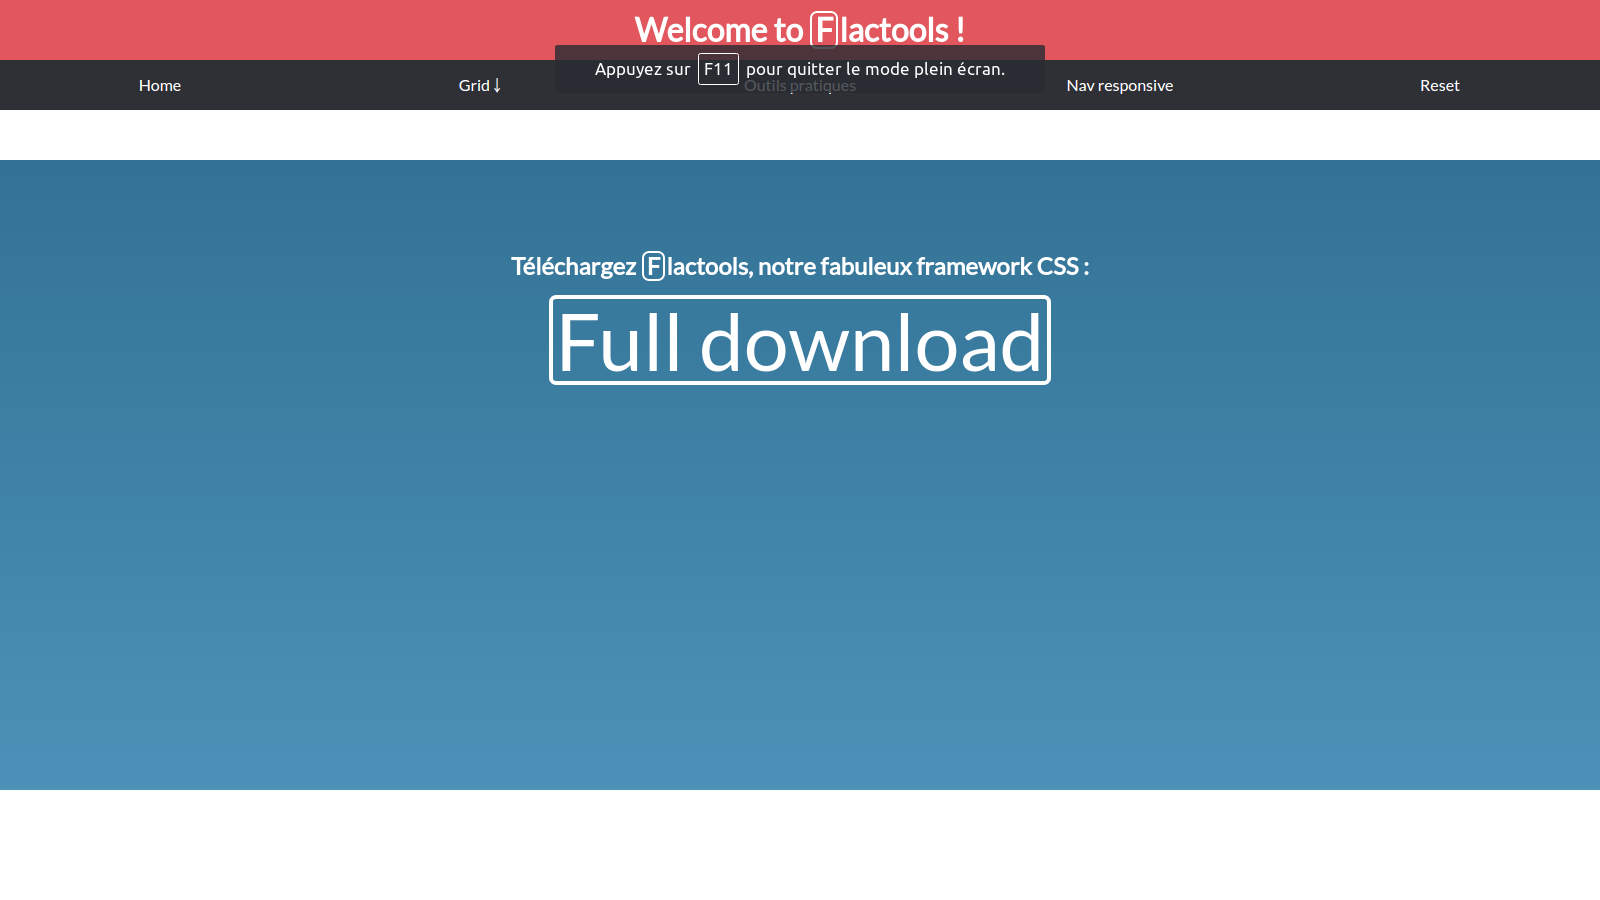 Welcome to Flactools !
Appuyez sur F11 pour quitter le mode plein écran.
Home Grid ↓ Outils pratiques Nav responsive Reset
Téléchargez Flactools, notre fabuleux framework CSS :
Full download